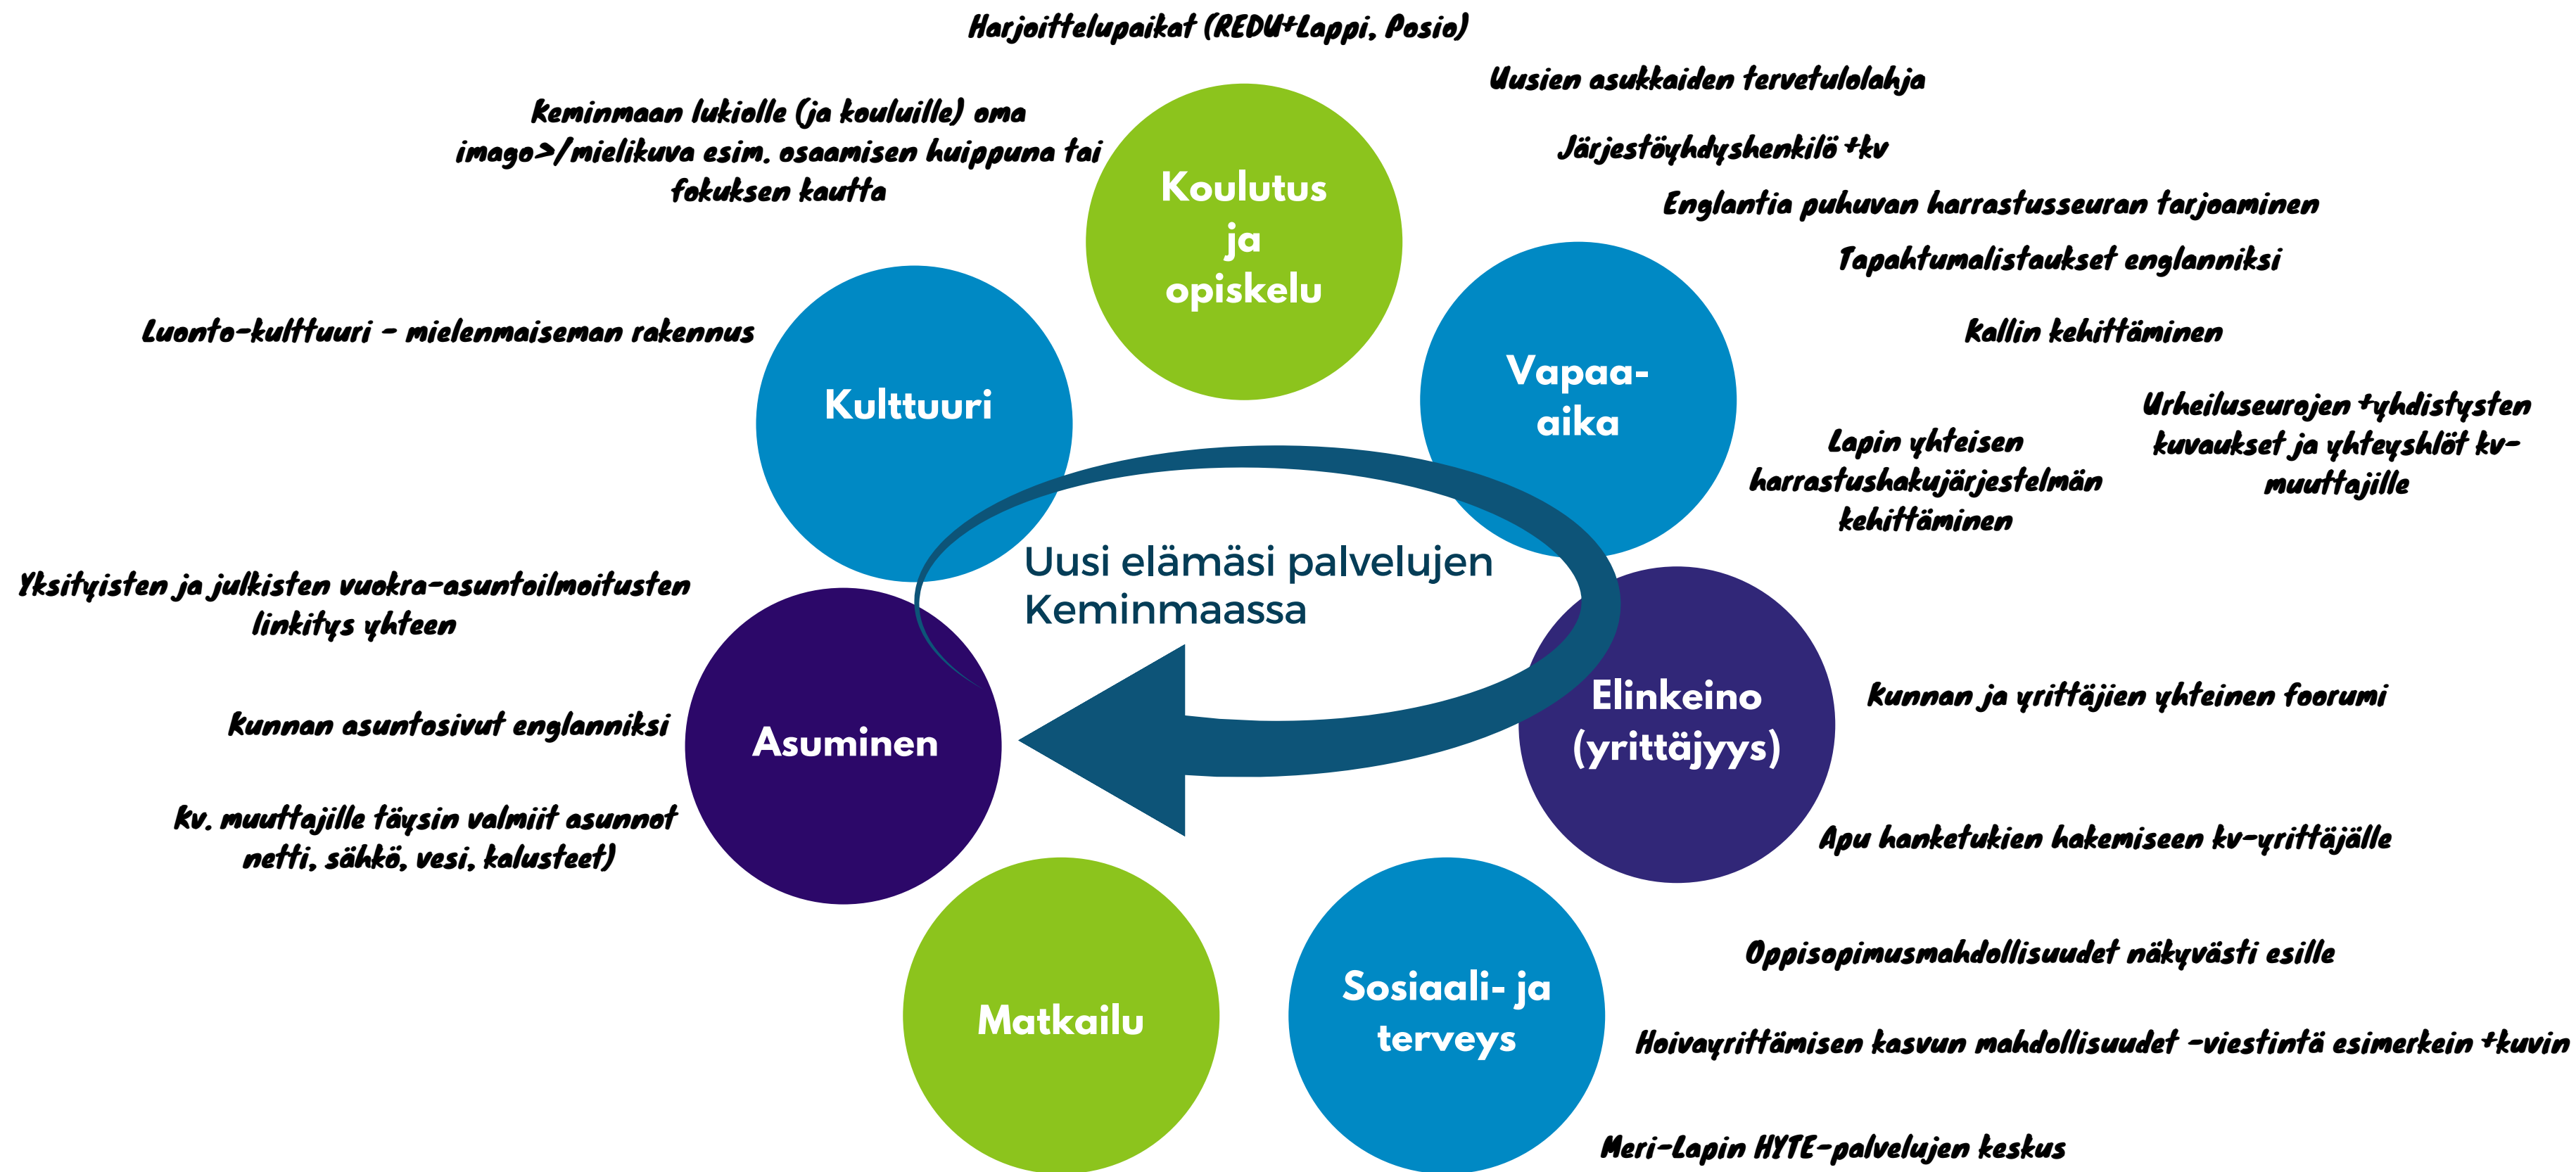 Harjoittelupaikat (REDU+Lappi, Posio)
Keminmaan lukiolle (ja kouluille) oma
imago>/mielikuva esim. osaamisen huippuna tai
fokuksen kautta
Koulutus
ja
opiskelu
Uusien asukkaiden tervetulolahja
Järjestöyhdyshenkilö +kv
Englantia puhuvan harrastusseuran tarjoaminen
Tapahtumalistaukset englanniksi
Kallin kehittäminen
Urheiluseurojen +yhdistysten
kuvaukset ja yhteyshlöt kv-
muuttajille
Lapin yhteisen
harrastushakujärjestelmän
kehittäminen
Vapaa-
aika
Luonto-kulttuuri - mielenmaiseman rakennus
Kulttuuri
Uusi elämäsi palvelujen
Keminmaassa
Yksityisten ja julkisten vuokra-asuntoilmoitusten
linkitys yhteen
Kunnan asuntosivut englanniksi
Kv. muuttajille täysin valmiit asunnot
netti, sähkö, vesi, kalusteet)
Asuminen
Elinkeino
(yrittäjyys)
Kunnan ja yrittäjien yhteinen foorumi
Apu hanketukien hakemiseen kv-yrittäjälle
Matkailu
Sosiaali- ja
terveys
Oppisopimusmahdollisuudet näkyvästi esille
Hoivayrittämisen kasvun mahdollisuudet -viestintä esimerkein +kuvin
Meri-Lapin HYTE-palvelujen keskus